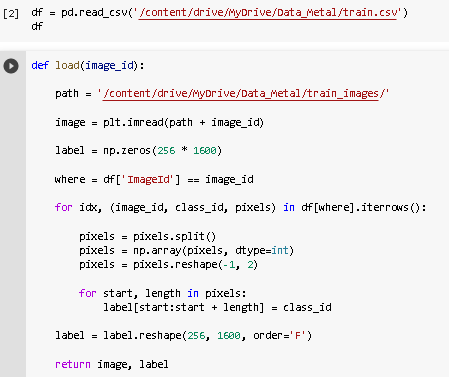 [2] df = pd.read_csv('/content/drive/MyDrive/Data_Metal/train.csv')
df
def load(image_id):
path = '/content/drive/MyDrive/Data_Metal/train_images/'
image = plt.imread(path + image_id)
label = np.zeros(256 * 1600)
where = df['ImageId'] == image_id
for idx, (image_id, class_id, pixels) in df[where].iterrows():
pixels = pixels.split()
pixels = np.array(pixels, dtype=int)
pixels = pixels.reshape(-1, 2)
for start, length in pixels:
label[start:start + length] = class_id
label = label.reshape(256, 1600, order='F')
return image, label